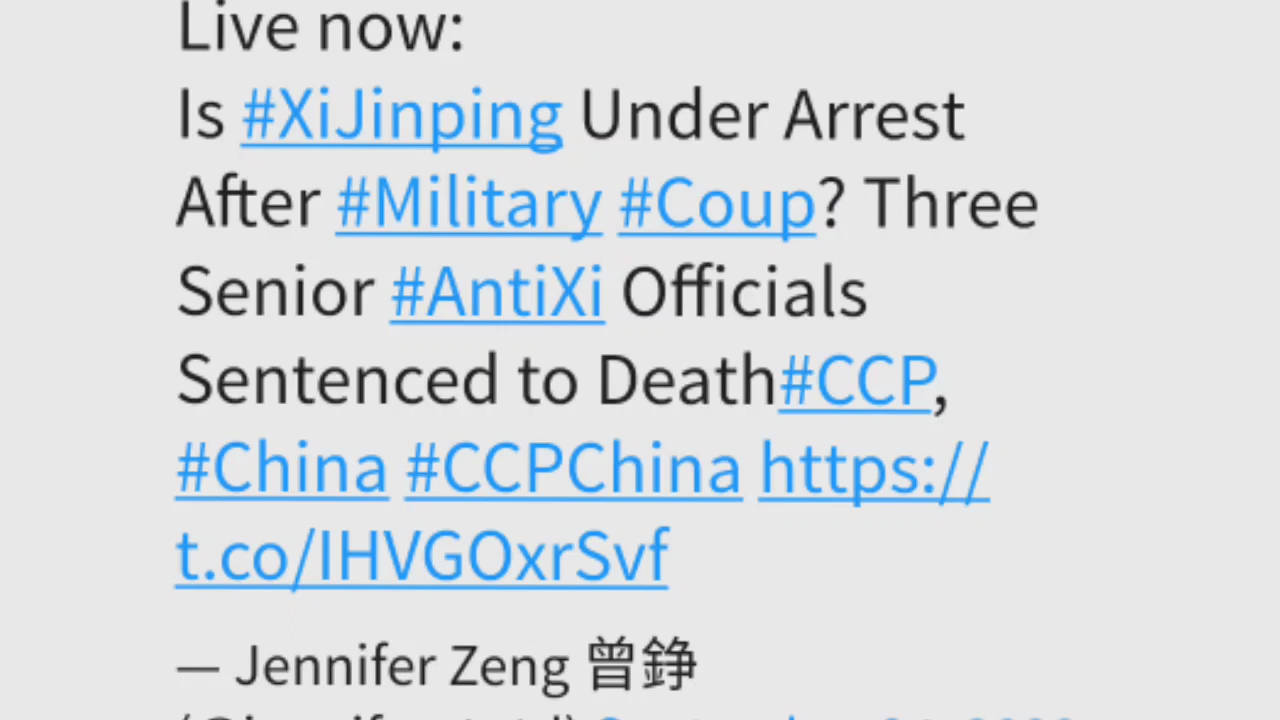 Live now:
Is #XiJinping Under Arrest
After #Military #Coup? Three
Senior #AntiXi Officials
Sentenced to Death#CCP,
#China #CCPChina https://
t.co/IHVGOxrSvf
— Jennifer Zeng 曾錚